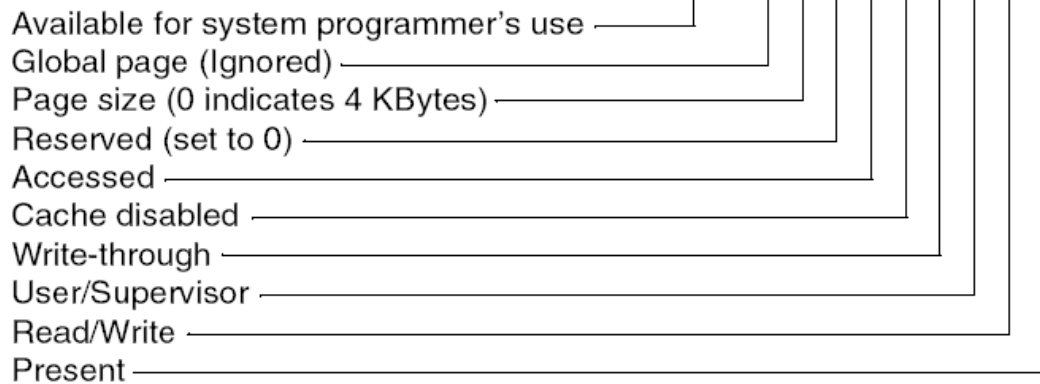 Available for system programmer's use
Global page (Ignored)
Page size (0 indicates 4 KBytes)
Reserved (set to 0)
Accessed
Cache disabled
Write-through
User/Supervisor
Read/Write
Present